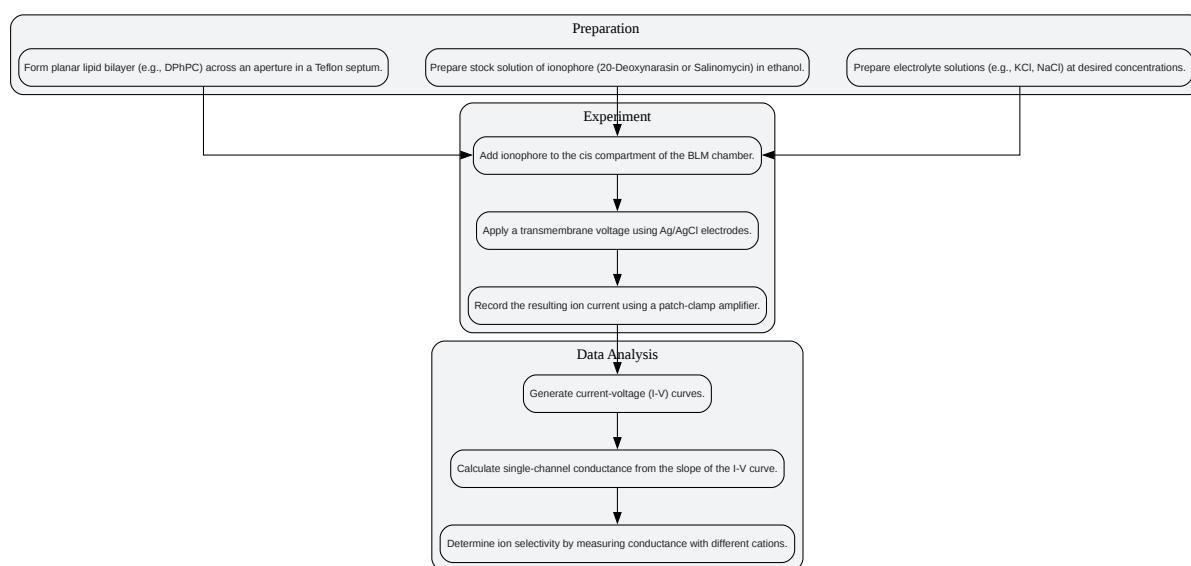 Preparation
Form planar lipid bilayer (e.g., DPhPC) across an aperture in a Teflon septum.
Prepare stock solution of ionophore (20-Deoxynarasin or Salinomycin) in ethanol.
Prepare electrolyte solutions (e.g., KCl, NaCl) at desired concentrations.
Experiment
Add ionophore to the cis compartment of the BLM chamber.
Apply a transmembrane voltage using Ag/AgCl electrodes.
Record the resulting ion current using a patch-clamp amplifier.
Data Analysis
Generate current-voltage (I-V) curves.
Calculate single-channel conductance from the slope of the I-V curve.
Determine ion selectivity by measuring conductance with different cations.